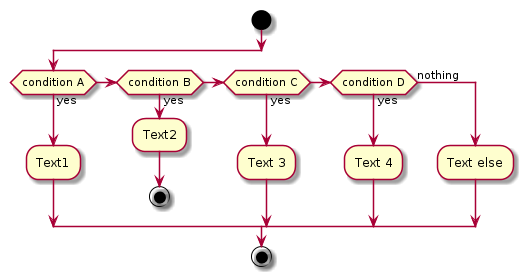 condition A
condition B
condition C
condition D
nothing
yes
yes
yes
yes
Text1
Text2
Text 3
Text 4
Text else